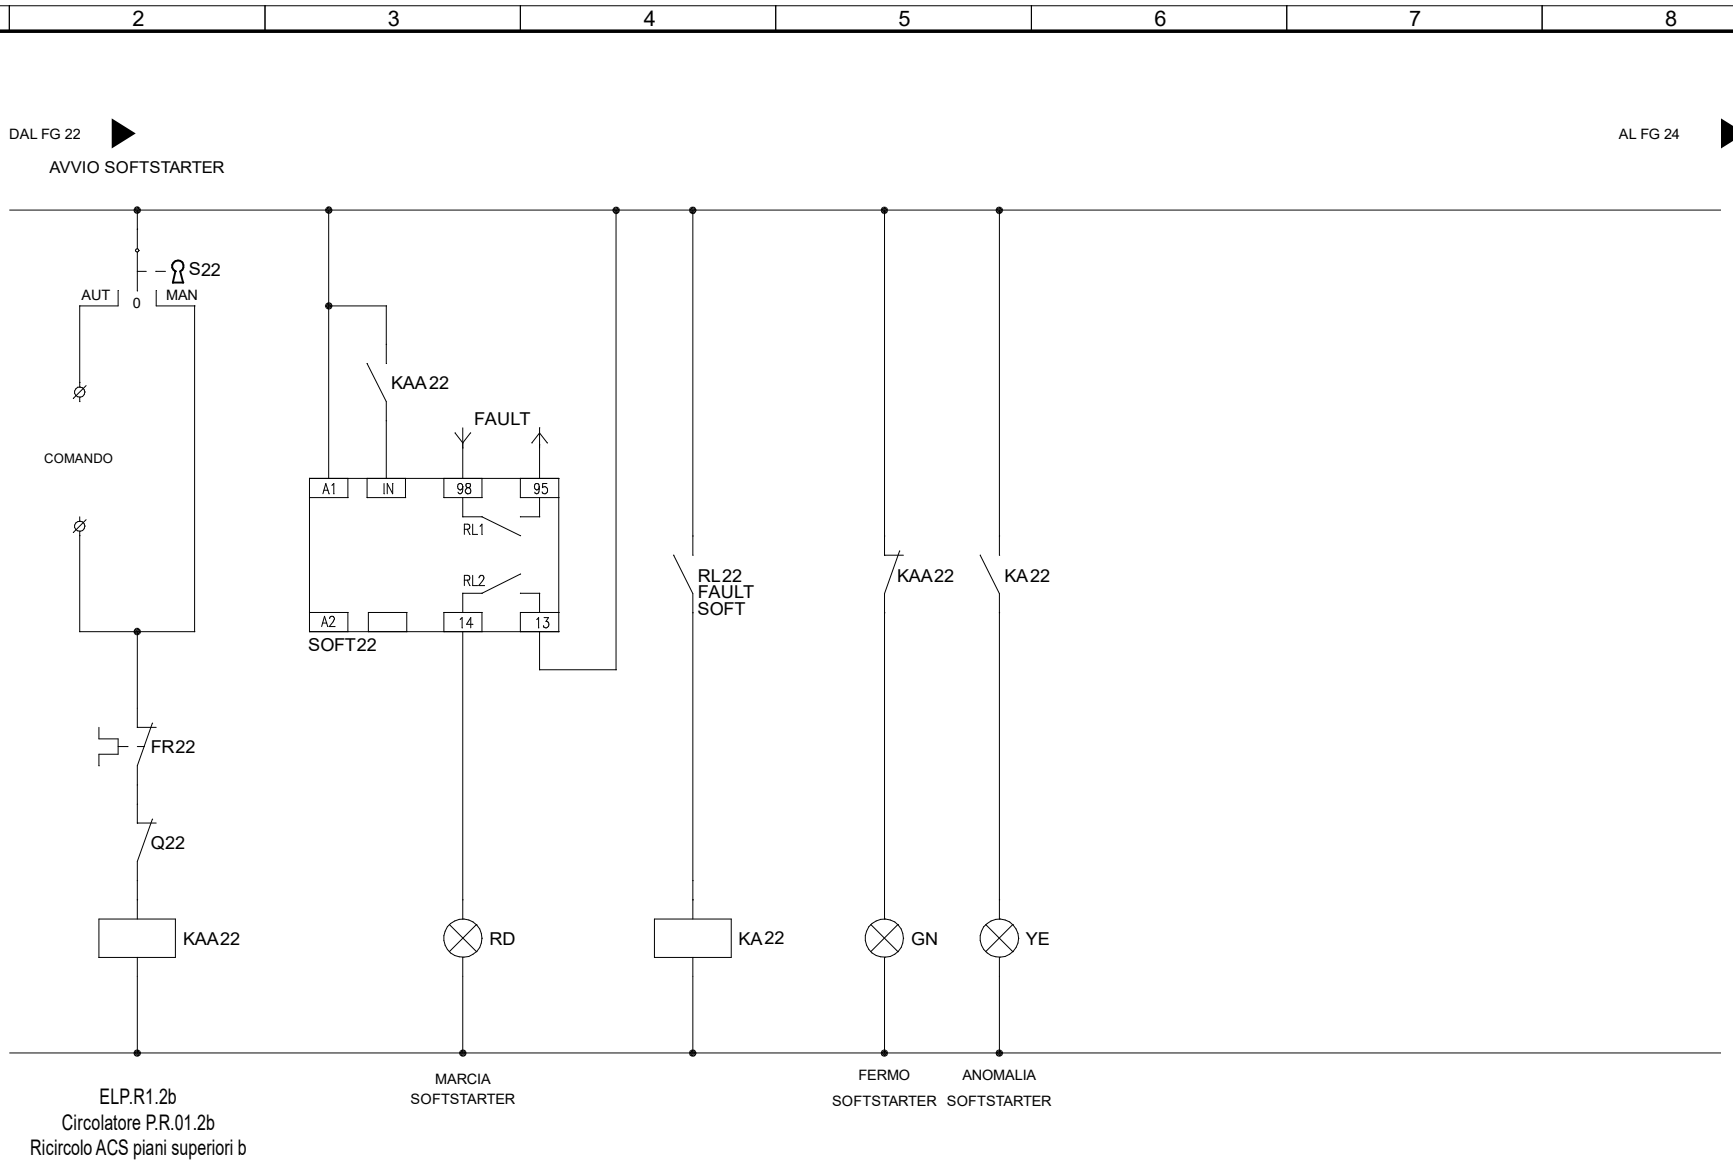 2 3 4 5 6 7 8
DAL FG 22
AL FG 24
AVVIO SOFTSTARTER
S22
AUT 0 MAN
KAA22
FAULT
COMANDO
A1 IN 98 95
RL1
RL2
A2 14 13
SOFT22
RL22
FAULT
SOFT
KAA22
KA22
FR22
Q22
KAA22
RD
KA22
GN
YE
MARCIA
SOFTSTARTER
FERMO
SOFTSTARTER
ANOMALIA
SOFTSTARTER
ELP.R1.2b
Circolatore P.R.01.2b
Ricircolo ACS piani superiori b